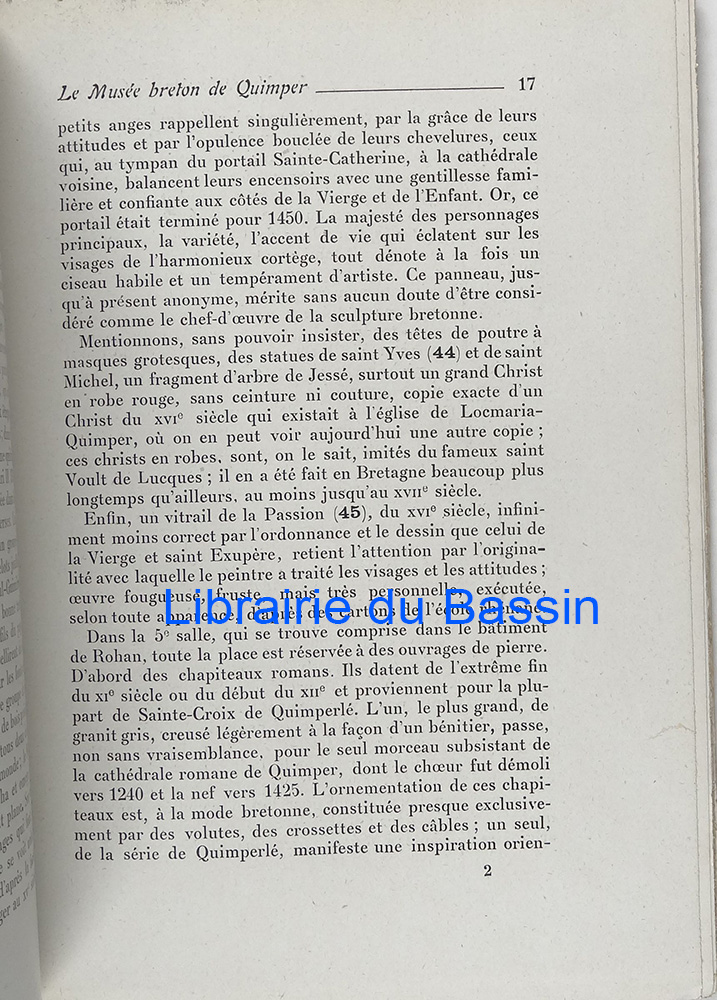 Le Musée breton de Quimper 17
petits anges rappellent singulièrement, par la grâce de leurs
attitudes et par l'opulence bouclée de leurs chevelures, ceux
qui, au tympan du portail Sainte-Catherine, à la cathédrale
voisine, balancent leurs encensoirs avec une gentillesse fami-
lière et confiante aux côtés de la Vierge et de l'Enfant. Or, ce
portail était terminé pour 1450. La majesté des personnages
principaux, la variété, l'accent de vie qui éclatent sur les
visages de l'harmonieux cortège, tout dénote à la fois un
ciseau habile et un tempérament d'artiste. Ce panneau, jus-
qu'à présent anonyme, mérite sans aucun doute d'être consi-
déré comme le chef-d'œuvre de la sculpture bretonne.
Mentionnons, sans pouvoir insister, des têtes de poutre à
masques grotesques, des statues de saint Yves (44) et de saint
Michel, un fragment d'arbre de Jessé, surtout un grand Christ
en robe rouge, sans ceinture ni couture, copie exacte d'un
Christ du XVIe siècle qui existait à l'église de Locmaria-
Quimper, où on en peut voir aujourd'hui une autre copie ;
ces christs en robes, sont, on le sait, imités du fameux saint
Voult de Lucques ; il en a été fait en Bretagne beaucoup plus
longtemps qu'ailleurs, au moins jusqu'au XVIIe siècle.
Enfin, un vitrail de la Passion (45), du XVIe siècle, infini-
ment moins correct par l'ordonnance et le dessin que celui de
la Vierge et saint Exupère, retient l'attention par l'origina-
lité avec laquelle le peintre a traité les visages et les attitudes ;
œuvre fougueuse, fruste, mais très personnelle, exécutée,
selon toute apparence, d'après des cartons de l'école
Librairie du Bassin
Dans la 5e salle, qui se trouve comprise dans le bâtiment
de Rohan, toute la place est réservée à des ouvrages de pierre.
D'abord des chapiteaux romans. Ils datent de l'extrême fin
du XIe siècle ou du début du XIIe et proviennent pour la plu-
part de Sainte-Croix de Quimperlé. L'un, le plus grand, de
granit gris, creusé légèrement à la façon d'un bénitier, passe,
non sans vraisemblance, pour le seul morceau subsistant de
la cathédrale romane de Quimper, dont le chœur fut démoli
vers 1240 et la nef vers 1425. L'ornementation de ces chapi-
teaux est, à la mode bretonne, constituée presque exclusive-
ment par des volutes, des crossettes et des câbles ; un seul,
de la série de Quimperlé, manifeste une inspiration orien-
2